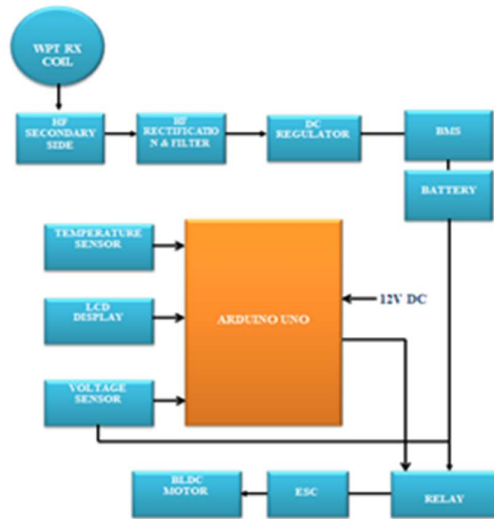 WPT RX
COIL
HF
SECONDARY
SIDE
HF
RECTIFICATIO
N & FILTER
DC
REGULATOR
BMS
BATTERY
TEMPERATURE
SENSOR
LCD
DISPLAY
ARDUINO UNO
12V DC
VOLTAGE
SENSOR
BLDC
MOTOR
ESC
RELAY